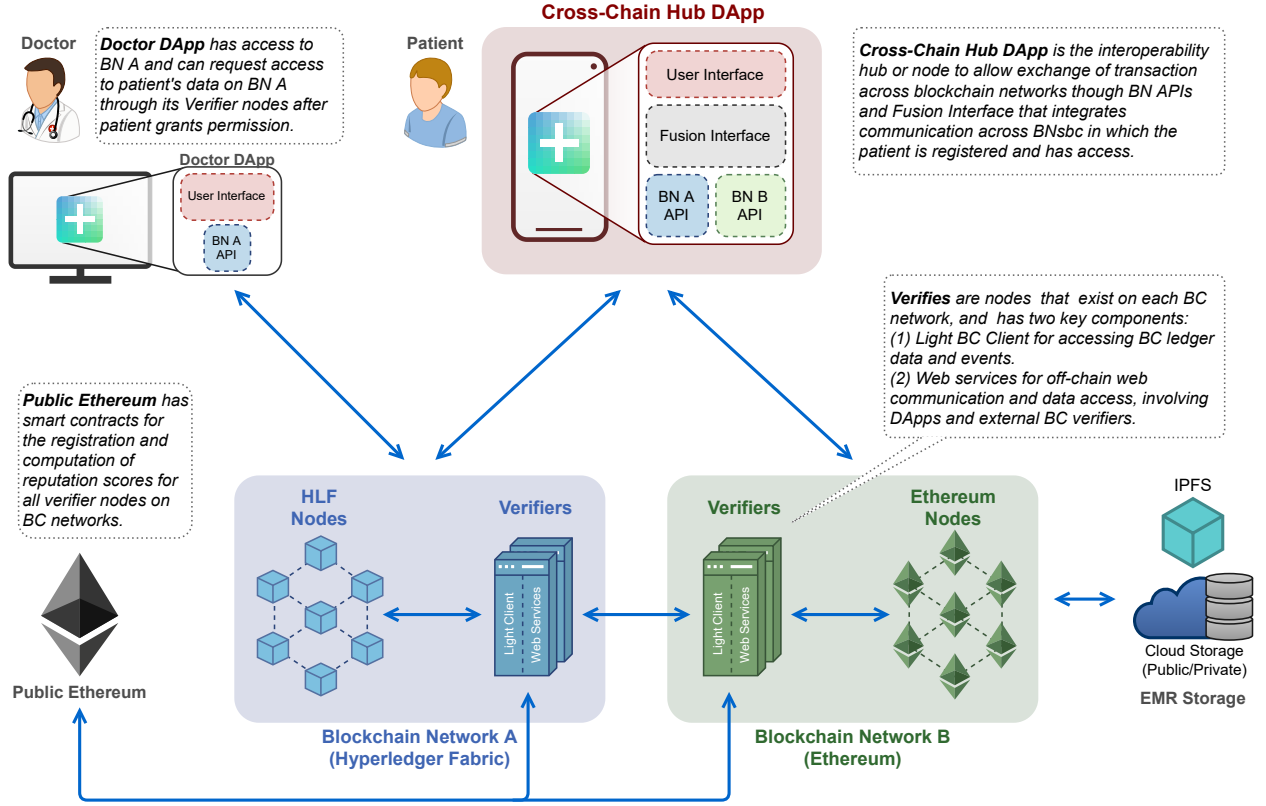 Cross-Chain Hub DApp
Doctor
Doctor DApp has access to
BN A and can request access
to patient's data on BN A
through its Verifier nodes after
patient grants permission.
Doctor DApp
User Interface
BN A
API
Patient
User Interface
Fusion Interface
BN A
API
BN B
API
Cross-Chain Hub DApp is the interoperability
hub or node to allow exchange of transaction
across blockchain networks though BN APIs
and Fusion Interface that integrates
communication across BNsbc in which the
patient is registered and has access.
Verifies are nodes that exist on each BC
network, and has two key components:
(1) Light BC Client for accessing BC ledger
data and events.
(2) Web services for off-chain web
communication and data access, involving
DApps and external BC verifiers.
Public Ethereum has
smart contracts for
the registration and
computation of
reputation scores for
all verifier nodes on
BC networks.
Public Ethereum
HLF
Nodes
Verifiers
Light Client
Web Services
Blockchain Network A
(Hyperledger Fabric)
Verifiers
Light Client
Web Services
Ethereum
Nodes
Blockchain Network B
(Ethereum)
IPFS
Cloud Storage
(Public/Private)
EMR Storage